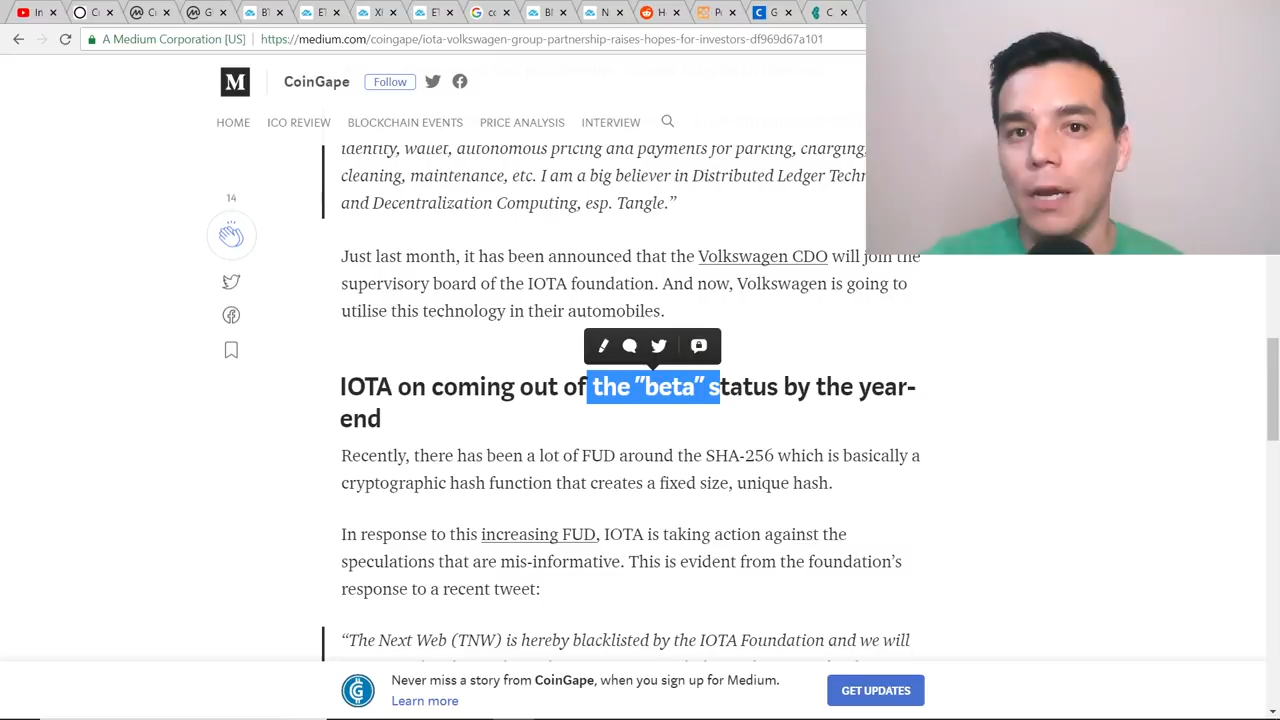 In
C
Ci
G
BT
ET
XI
ET
co
Bl
N
H
P
G
C
A Medium Corporation [US]
https://medium.com/coingape/iota-volkswagen-group-partnership-raises-hopes-for-investors-df969d67a101
M
CoinGape
Follow
HOME
ICO REVIEW
BLOCKCHAIN EVENTS
PRICE ANALYSIS
INTERVIEW
identity, wallet, autonomous pricing and payments for parking, charging,
cleaning, maintenance, etc. I am a big believer in Distributed Ledger Techn
and Decentralization Computing, esp. Tangle.”
14
Just last month, it has been announced that the Volkswagen CDO will join the
supervisory board of the IOTA foundation. And now, Volkswagen is going to
utilise this technology in their automobiles.
IOTA on coming out of the ”beta” status by the year-
end
Recently, there has been a lot of FUD around the SHA-256 which is basically a
cryptographic hash function that creates a fixed size, unique hash.
In response to this increasing FUD, IOTA is taking action against the
speculations that are mis-informative. This is evident from the foundation’s
response to a recent tweet:
“The Next Web (TNW) is hereby blacklisted by the IOTA Foundation and we will
Never miss a story from CoinGape, when you sign up for Medium.
Learn more
GET UPDATES